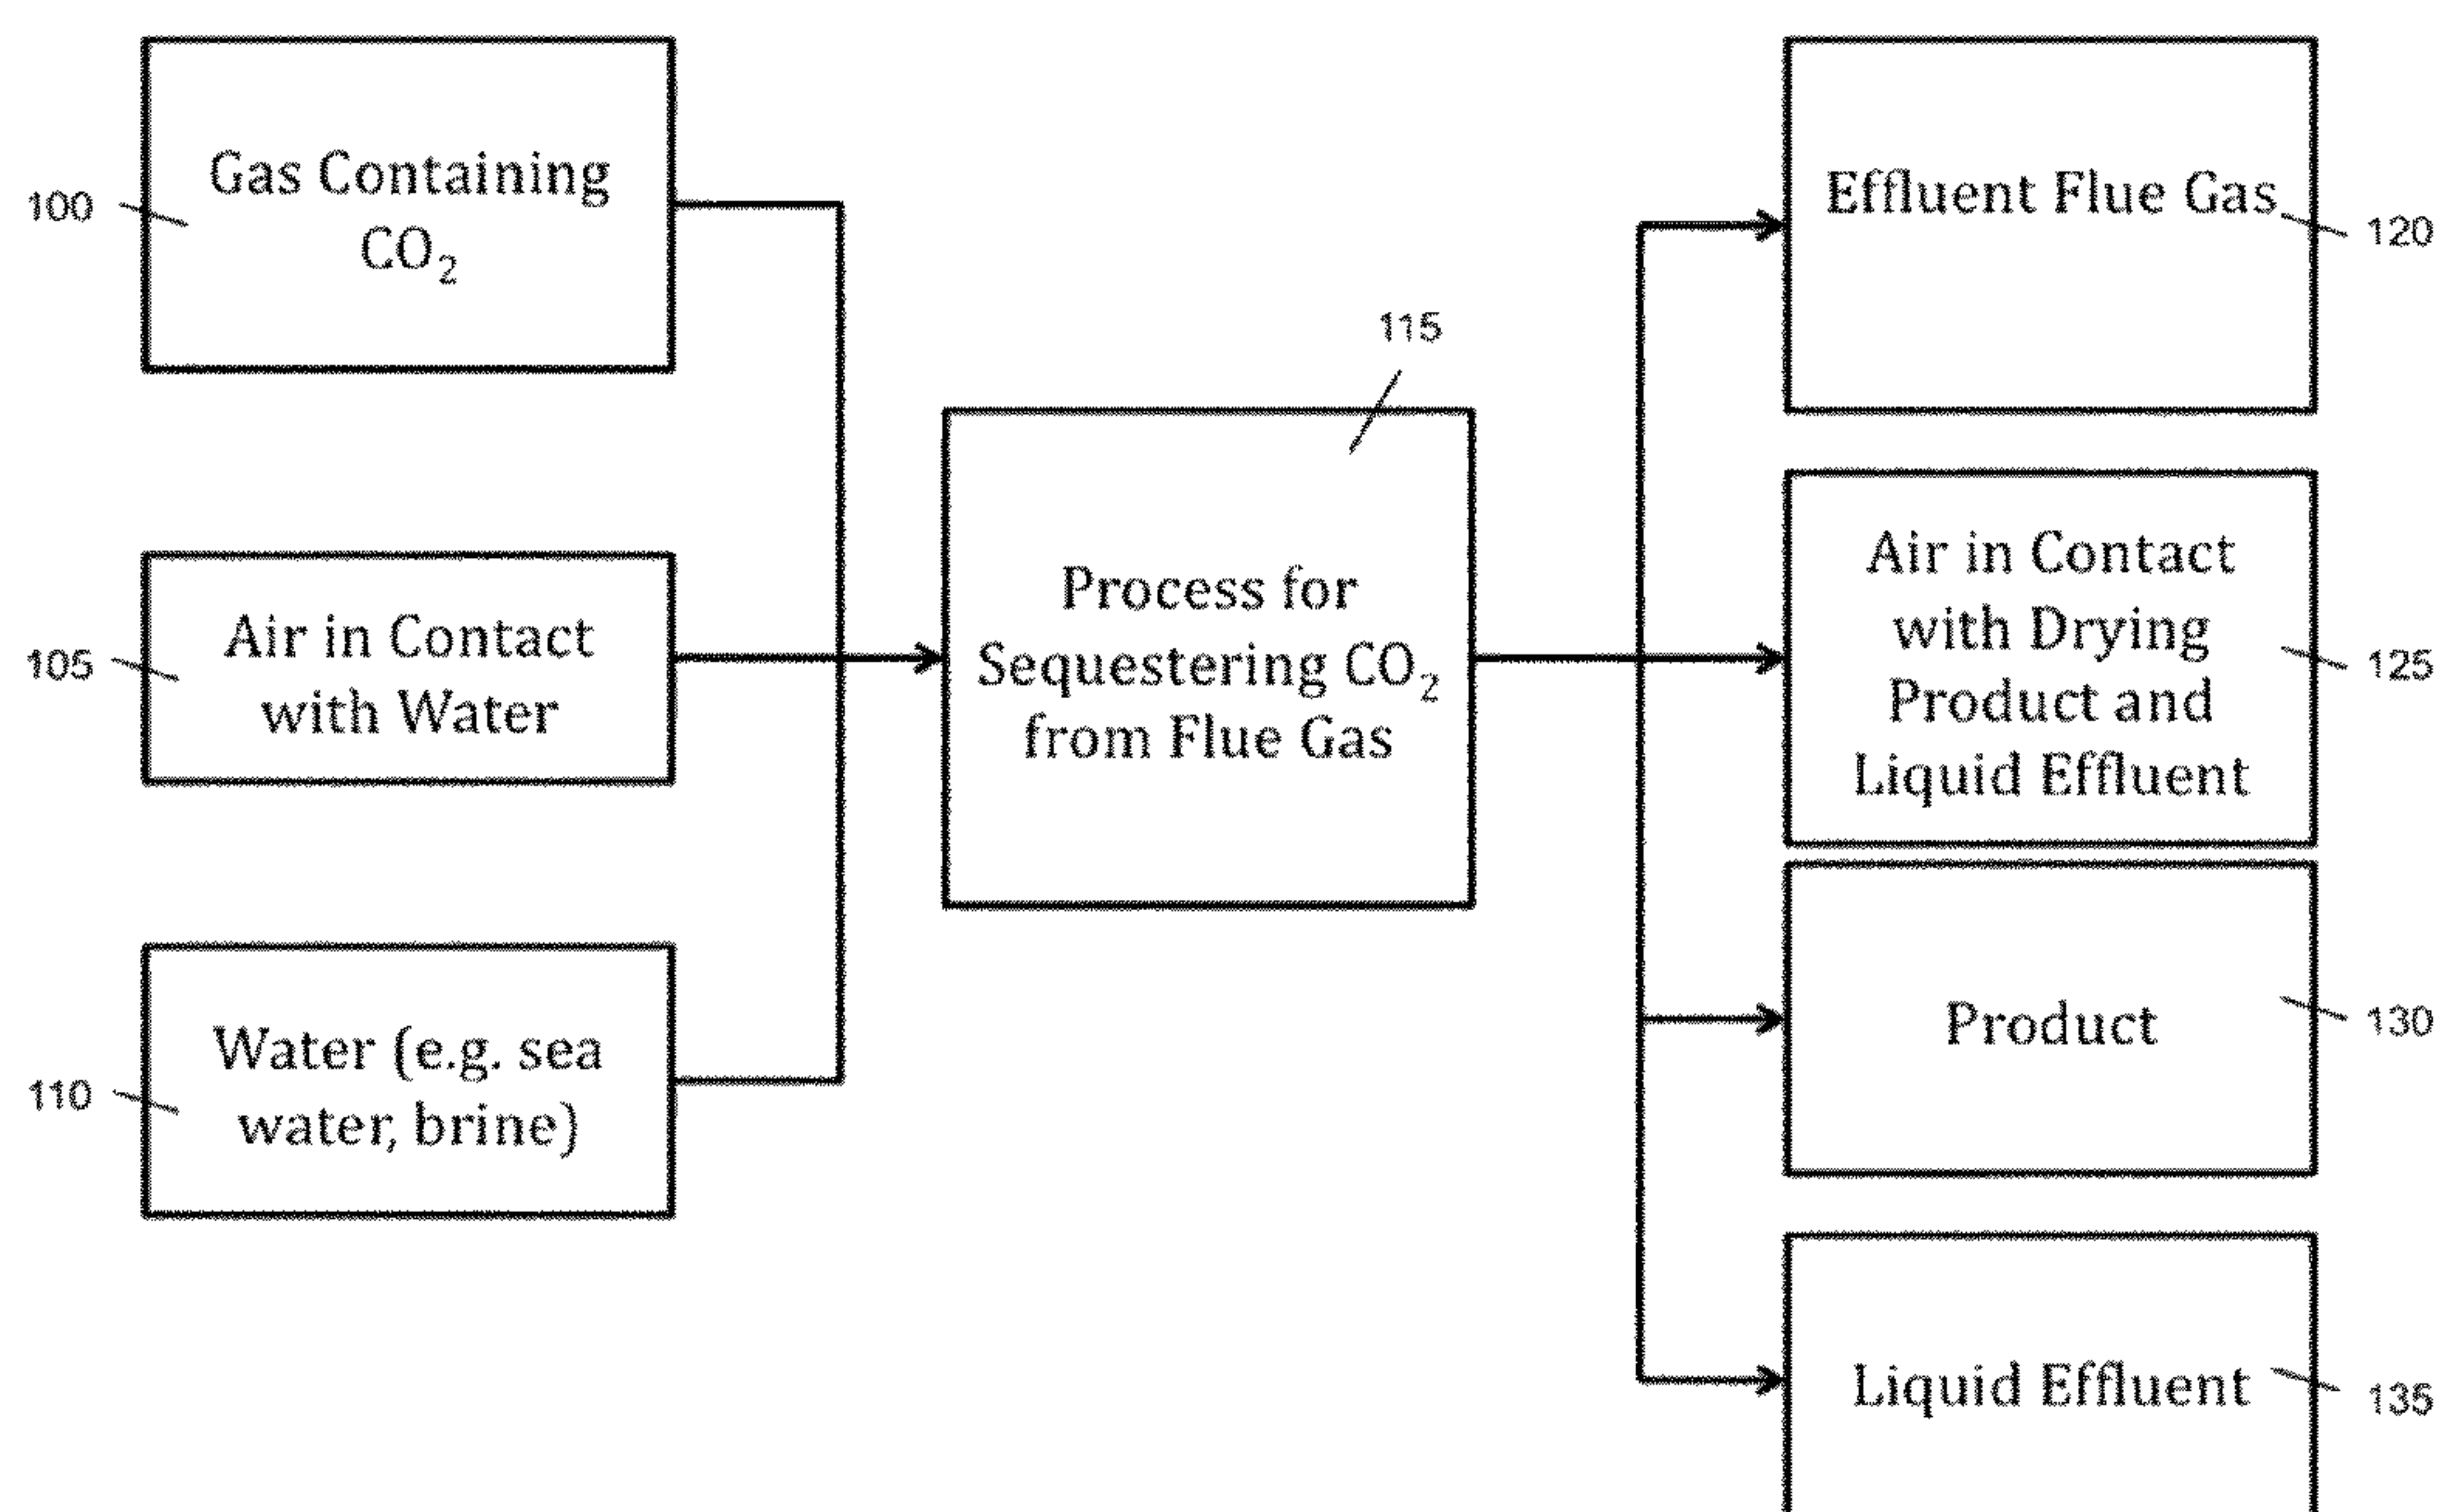 100
Gas Containing
CO₂
105
Air in Contact
with Water
110
Water (e.g. sea
water, brine)
115
Process for
Sequestering CO₂
from Flue Gas
Effluent Flue Gas
120
Air in Contact
with Drying
Product and
Liquid Effluent
125
Product
130
Liquid Effluent
135